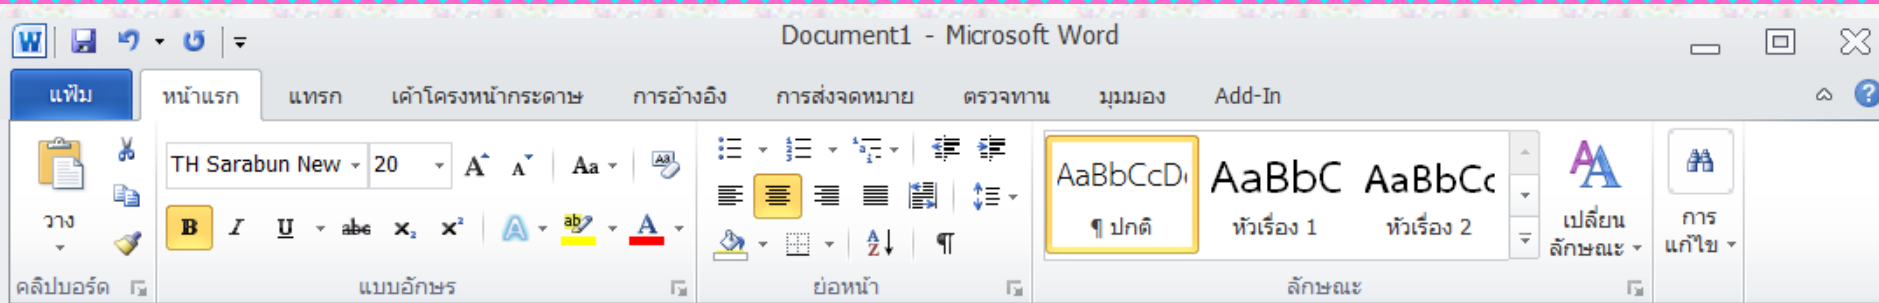 Document1 - Microsoft Word
แฟ้ม หน้าแรก แทรก เค้าโครงหน้ากระดาษ การอ้างอิง การส่งจดหมาย ตรวจทาน มุมมอง Add-In
TH Sarabun New 20 A A Aa
AaBbCcD AaBbC AaBbCc
วาง
B I U abc x₂ x² A ab A
A Z ¶
¶ ปกติ หัวเรื่อง 1 หัวเรื่อง 2
เปลี่ยน
ลักษณะ
การ
แก้ไข
คลิปบอร์ด แบบอักษร ย่อหน้า ลักษณะ